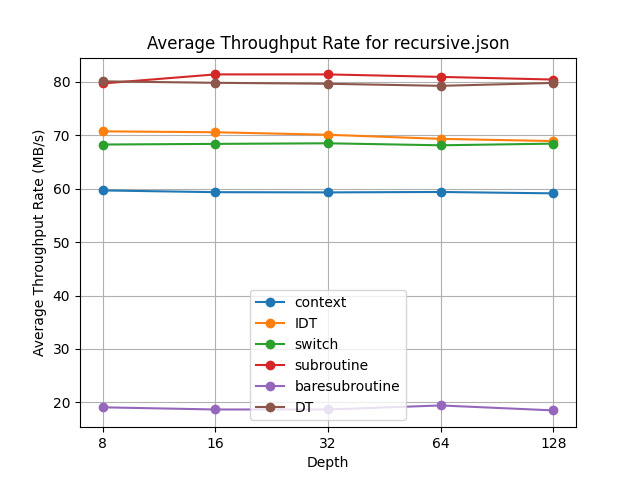 Average Throughput Rate for recursive.json
Average Throughput Rate (MB/s)
80
70
60
50
40
30
20
context
IDT
switch
subroutine
baresubroutine
DT
8
16
32
64
128
Depth